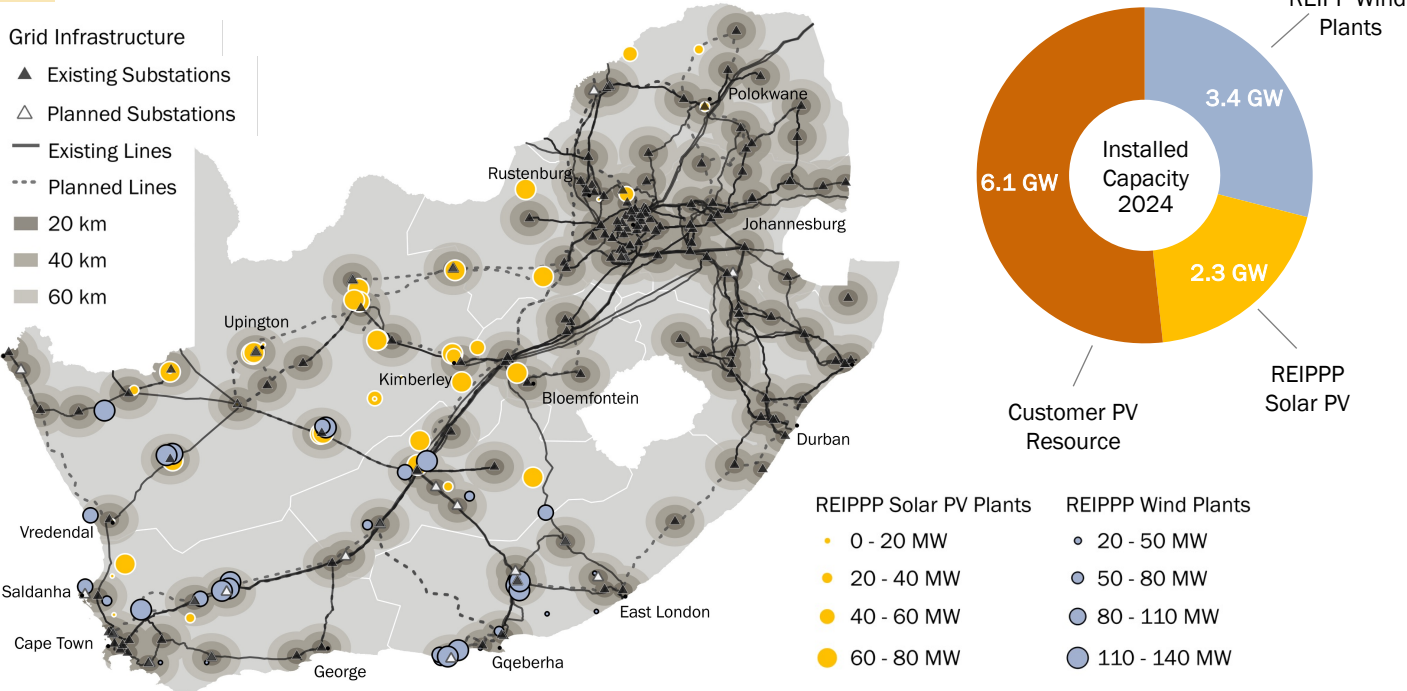 Grid Infrastructure
Existing Substations
Planned Substations
Existing Lines
Planned Lines
20 km
40 km
60 km
Polokwane
Rustenburg
Johannesburg
Upington
Kimberley
Bloemfontein
Durban
Vredendal
Saldanha
East London
Cape Town
George
Gqeberha
Wind
Plants
3.4 GW
6.1 GW
2.3 GW
Installed
Capacity
2024
Customer PV
Resource
REIPPP
Solar PV
REIPPP Solar PV Plants
0 - 20 MW
20 - 40 MW
40 - 60 MW
60 - 80 MW
REIPPP Wind Plants
20 - 50 MW
50 - 80 MW
80 - 110 MW
110 - 140 MW